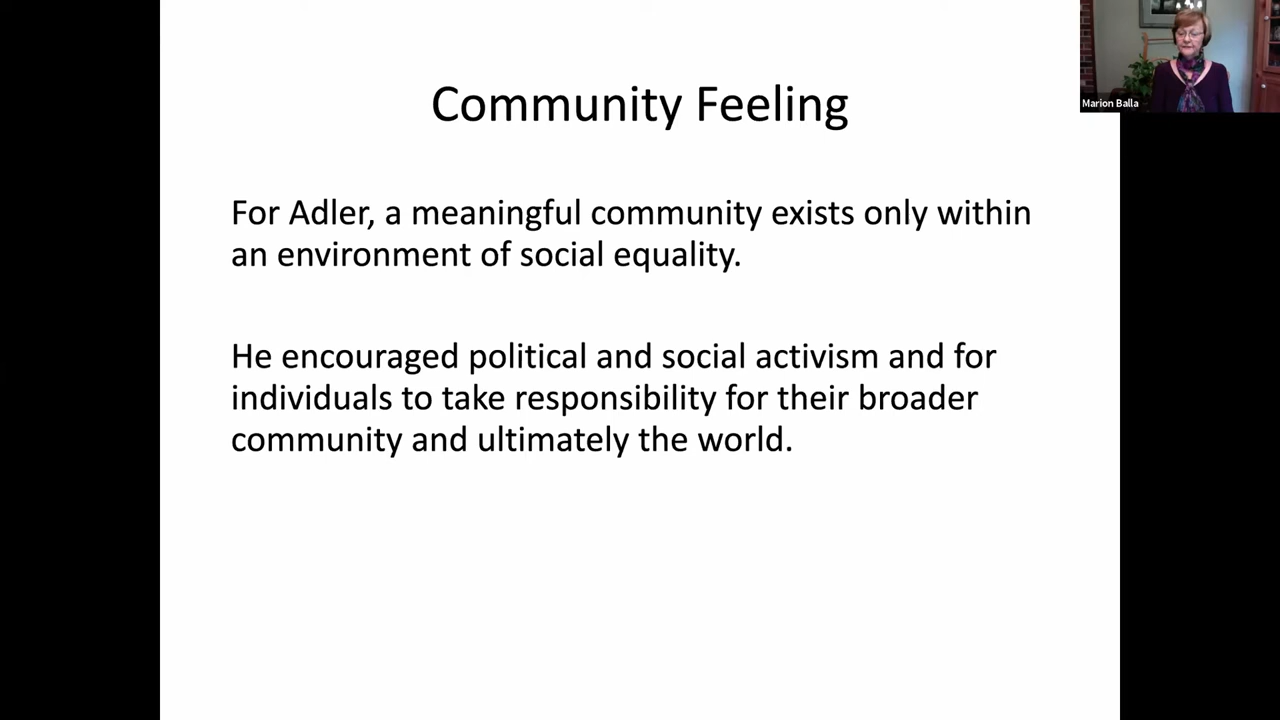 Community Feeling
Marion Balla
For Adler, a meaningful community exists only within
an environment of social equality.
He encouraged political and social activism and for
individuals to take responsibility for their broader
community and ultimately the world.